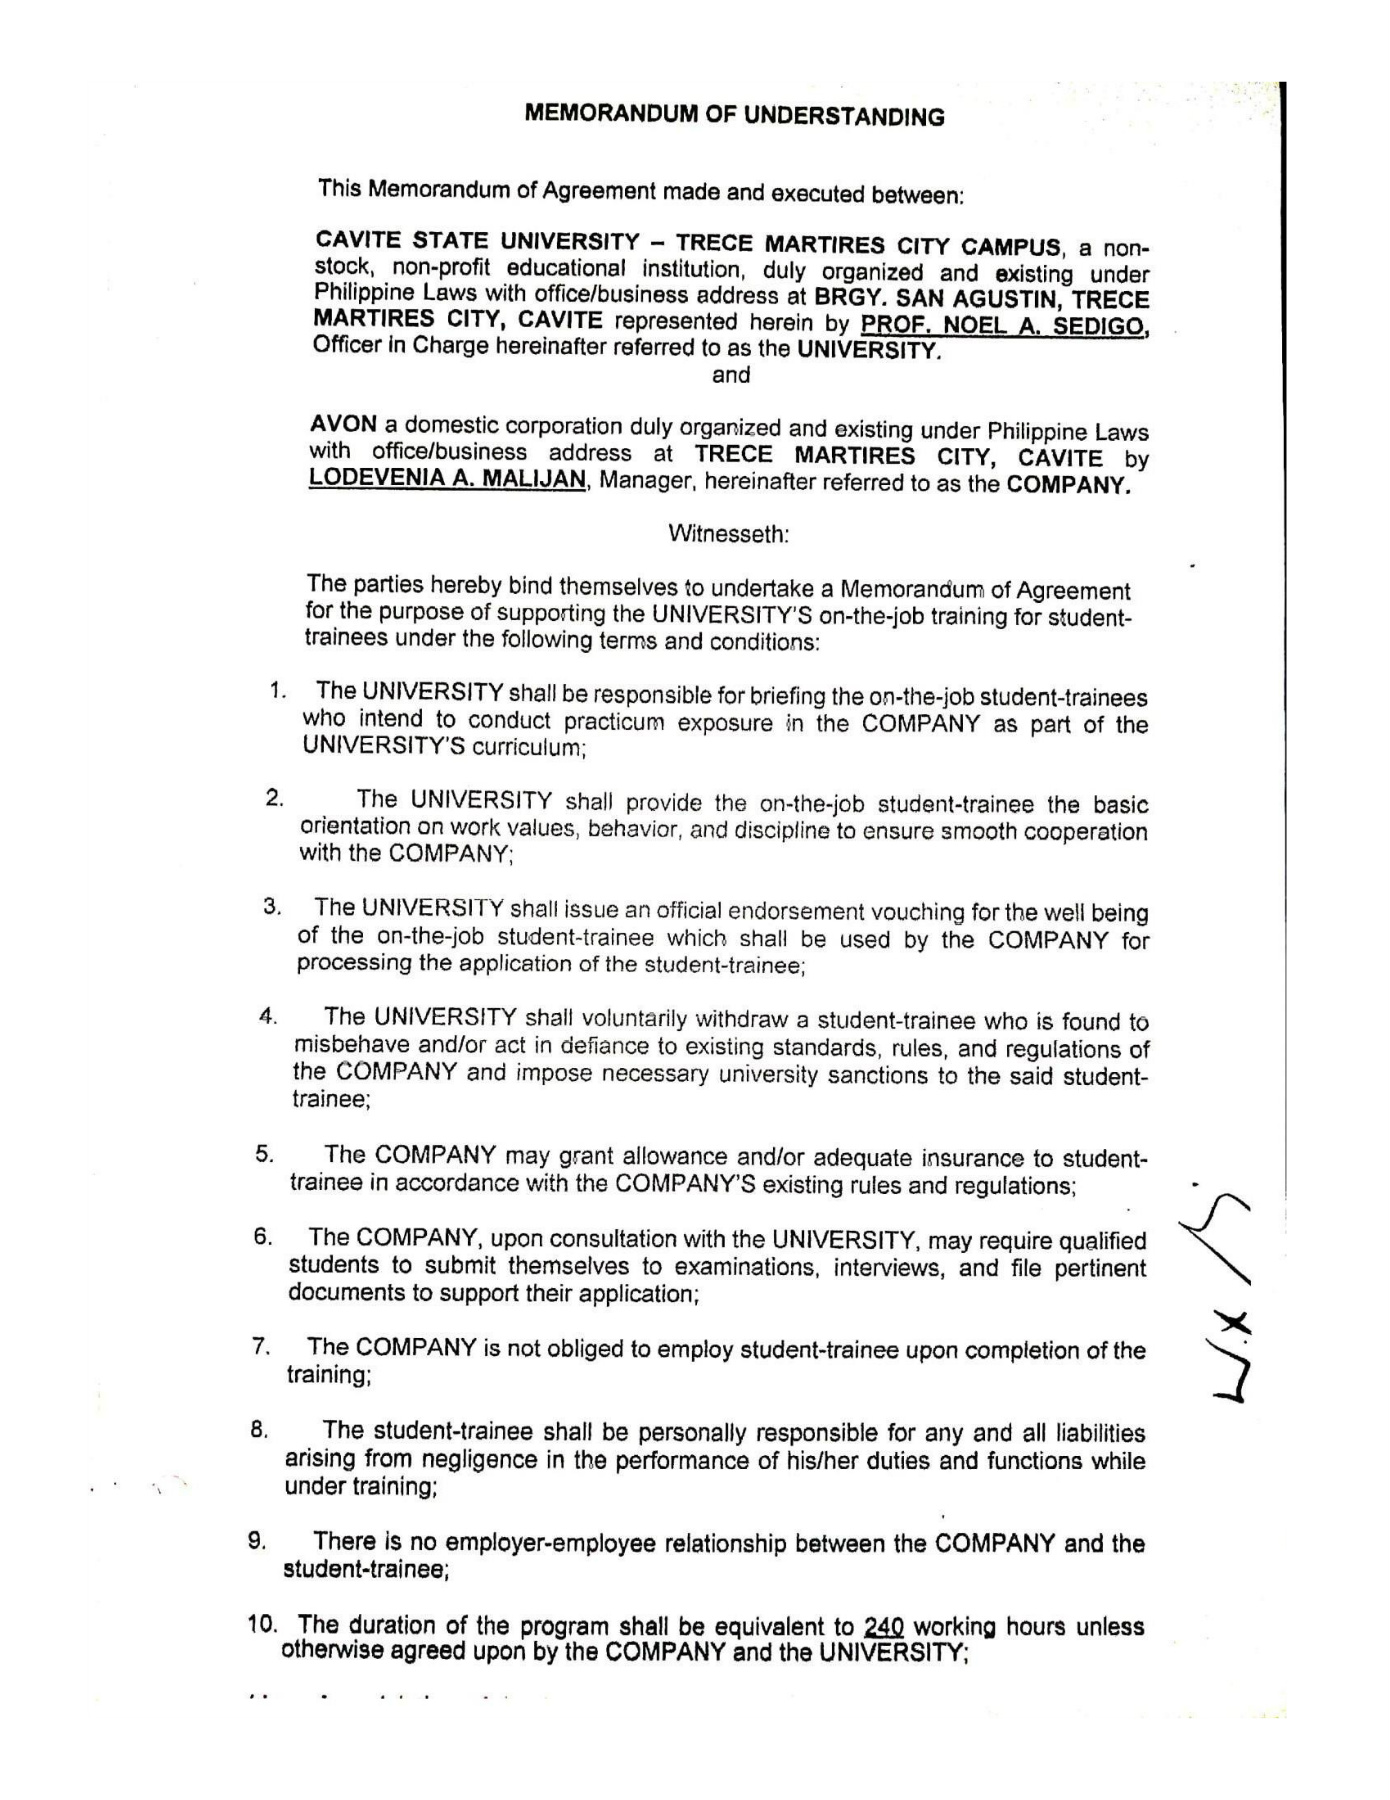 MEMORANDUM OF UNDERSTANDING
This Memorandum of Agreement made and executed between:
CAVITE STATE UNIVERSITY – TRECE MARTIRES CITY CAMPUS, a non-
stock, non-profit educational institution, duly organized and existing under
Philippine Laws with office/business address at BRGY. SAN AGUSTIN, TRECE
MARTIRES CITY, CAVITE represented herein by PROF. NOEL A. SEDIGO,
Officer in Charge hereinafter referred to as the UNIVERSITY.
and
AVON a domestic corporation duly organized and existing under Philippine Laws
with office/business address at TRECE MARTIRES CITY, CAVITE by
LODEVENIA A. MALIJAN, Manager, hereinafter referred to as the COMPANY.
Witnesseth:
The parties hereby bind themselves to undertake a Memorandum of Agreement
for the purpose of supporting the UNIVERSITY'S on-the-job training for student-
trainees under the following terms and conditions:
1. The UNIVERSITY shall be responsible for briefing the on-the-job student-trainees
who intend to conduct practicum exposure in the COMPANY as part of the
UNIVERSITY'S curriculum;
2. The UNIVERSITY shall provide the on-the-job student-trainee the basic
orientation on work values, behavior, and discipline to ensure smooth cooperation
with the COMPANY;
3. The UNIVERSITY shall issue an official endorsement vouching for the well being
of the on-the-job student-trainee which shall be used by the COMPANY for
processing the application of the student-trainee;
4. The UNIVERSITY shall voluntarily withdraw a student-trainee who is found to
misbehave and/or act in defiance to existing standards, rules, and regulations of
the COMPANY and impose necessary university sanctions to the said student-
trainee;
5. The COMPANY may grant allowance and/or adequate insurance to student-
trainee in accordance with the COMPANY'S existing rules and regulations;
6. The COMPANY, upon consultation with the UNIVERSITY, may require qualified
students to submit themselves to examinations, interviews, and file pertinent
documents to support their application;
7. The COMPANY is not obliged to employ student-trainee upon completion of the
training;
8. The student-trainee shall be personally responsible for any and all liabilities
arising from negligence in the performance of his/her duties and functions while
under training;
9. There is no employer-employee relationship between the COMPANY and the
student-trainee;
10. The duration of the program shall be equivalent to 240 working hours unless
otherwise agreed upon by the COMPANY and the UNIVERSITY;